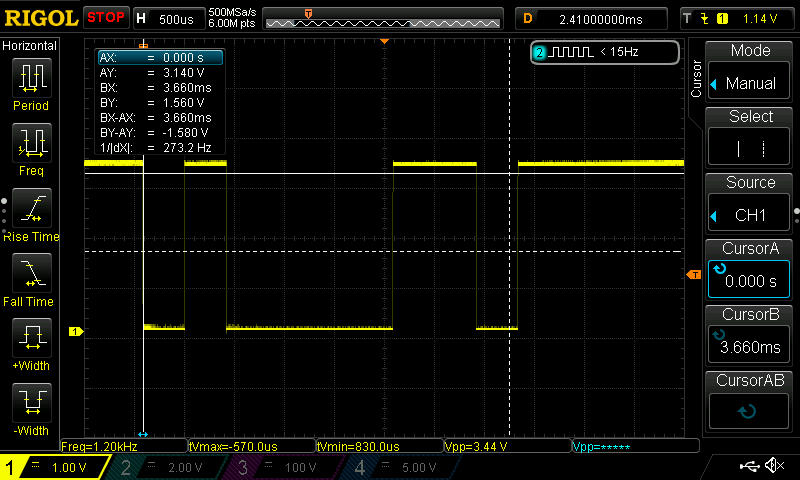 RIGOL STOP H 500us 500MSa/s 6.00M pts T D 2.41000000ms T 1 1.14 V
Horizontal
Period
Freq
Rise Time
Fall Time
+Width
-Width
AX: = 0.000 s
AY: = 3.140 V
BX: = 3.660ms
BY: = 1.560 V
BX-AX: = 3.660ms
BY-AY: = -1.580 V
1/|dX|: = 273.2 Hz
2 < 15Hz
1
T
Cursor
Mode
Manual
Select
Source
CH1
CursorA
0.000 s
CursorB
3.660ms
CursorAB
Freq=1.20kHz tVmax=-570.0us tVmin=830.0us Vpp=3.44 V Vpp=*****
1 = 1.00 V 2 = 2.00 V 3 = 100 V 4 = 5.00 V